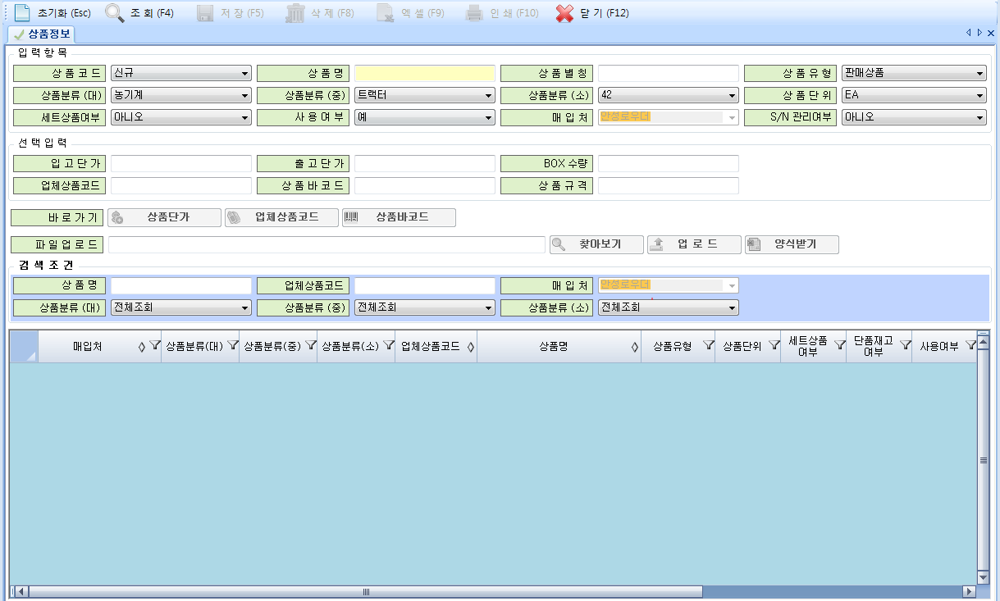 초기화 (Esc) 조 회 (F4) 저 장 (F5) 삭 제 (F8) 엑 셀 (F9) 인 쇄 (F10) 닫 기 (F12)
상품정보
입 력 항 목
상 품 코 드 신규 상 품 명 상 품 별 칭 상 품 유 형 판매상품
상품분류 (대) 농기계 상품분류 (중) 트랙터 상품분류 (소) 42 상 품 단 위 EA
세트상품여부 아니오 사 용 여 부 예 매 입 처 안성로우더 S/N 관리여부 아니오
선 택 입 력
입 고 단 가 출 고 단 가 BOX 수량
업체상품코드 상 품 바 코 드 상 품 규 격
바 로 가 기 상품단가 업체상품코드 상품바코드
파 일 업 로 드 찾아보기 업 로 드 양식받기
검 색 조 건
상 품 명 업체상품코드 매 입 처 안성로우더
상품분류 (대) 전체조회 상품분류 (중) 전체조회 상품분류 (소) 전체조회
매입처 상품분류(대) 상품분류(중) 상품분류(소) 업체상품코드 상품명 상품유형 상품단위 세트상품 여부 단품재고 여부 사용여부